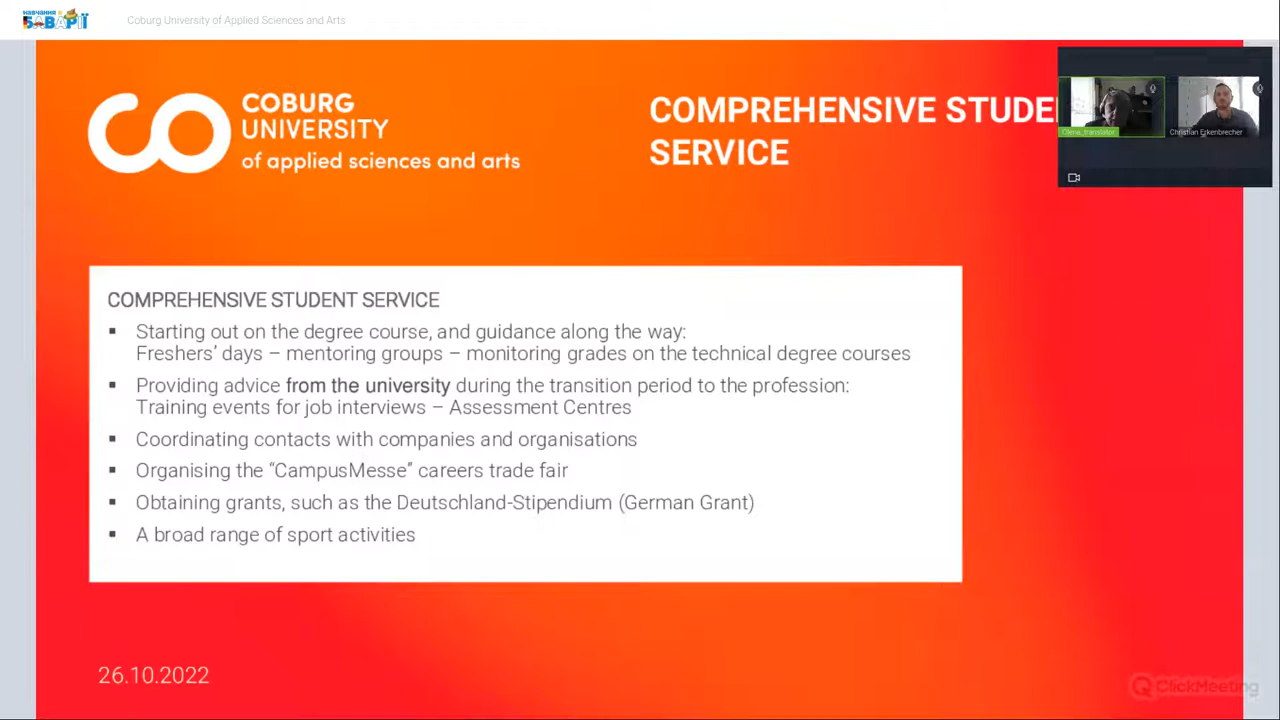 навчання в
БАВАРІЇ
Coburg University of Applied Sciences and Arts
COBURG
UNIVERSITY
of applied sciences and arts
COMPREHENSIVE STUDE
SERVICE
Olena_translator
Christian Erkenbrecher
COMPREHENSIVE STUDENT SERVICE
▪ Starting out on the degree course, and guidance along the way:
Freshers’ days – mentoring groups – monitoring grades on the technical degree courses
▪ Providing advice from the university during the transition period to the profession:
Training events for job interviews – Assessment Centres
▪ Coordinating contacts with companies and organisations
▪ Organising the “CampusMesse” careers trade fair
▪ Obtaining grants, such as the Deutschland-Stipendium (German Grant)
▪ A broad range of sport activities
26.10.2022
ClickMeeting